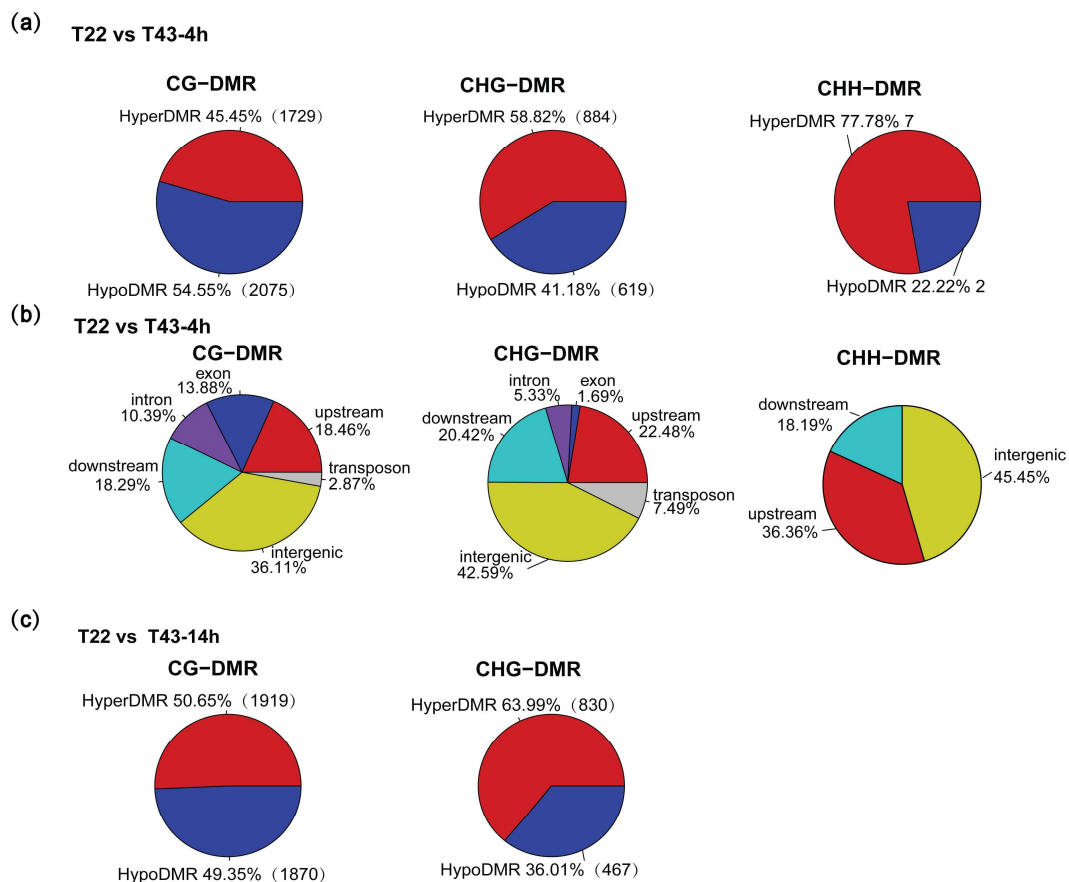 (a)
T22 vs T43-4h
CG−DMR
HyperDMR 45.45%（1729）
HypoDMR 54.55%（2075）
CHG−DMR
HyperDMR 58.82%（884）
HypoDMR 41.18%（619）
CHH−DMR
HyperDMR 77.78% 7
HypoDMR 22.22% 2
(b)
T22 vs T43-4h
CG−DMR
exon
13.88%
intron
10.39%
upstream
18.46%
downstream
18.29%
transposon
2.87%
intergenic
36.11%
CHG−DMR
intron
5.33%
exon
1.69%
downstream
20.42%
upstream
22.48%
transposon
7.49%
intergenic
42.59%
CHH−DMR
downstream
18.19%
intergenic
45.45%
upstream
36.36%
(c)
T22 vs T43-14h
CG−DMR
HyperDMR 50.65%（1919）
HypoDMR 49.35%（1870）
CHG−DMR
HyperDMR 63.99%（830）
HypoDMR 36.01%（467）